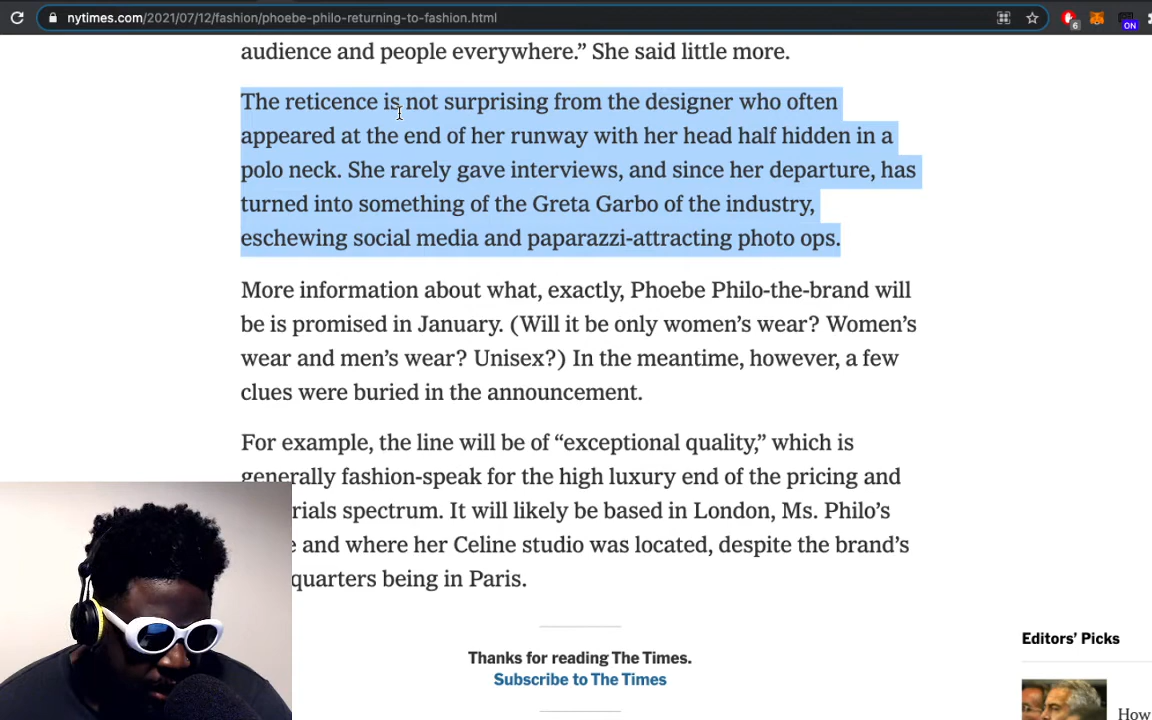 nytimes.com/2021/07/12/fashion/phoebe-philo-returning-to-fashion.html
6
ON
audience and people everywhere.” She said little more.
The reticence is not surprising from the designer who often
appeared at the end of her runway with her head half hidden in a
polo neck. She rarely gave interviews, and since her departure, has
turned into something of the Greta Garbo of the industry,
eschewing social media and paparazzi-attracting photo ops.
More information about what, exactly, Phoebe Philo-the-brand will
be is promised in January. (Will it be only women’s wear? Women’s
wear and men’s wear? Unisex?) In the meantime, however, a few
clues were buried in the announcement.
For example, the line will be of “exceptional quality,” which is
generally fashion-speak for the high luxury end of the pricing and
rials spectrum. It will likely be based in London, Ms. Philo’s
e and where her Celine studio was located, despite the brand’s
quarters being in Paris.
Thanks for reading The Times.
Subscribe to The Times
Editors’ Picks
How